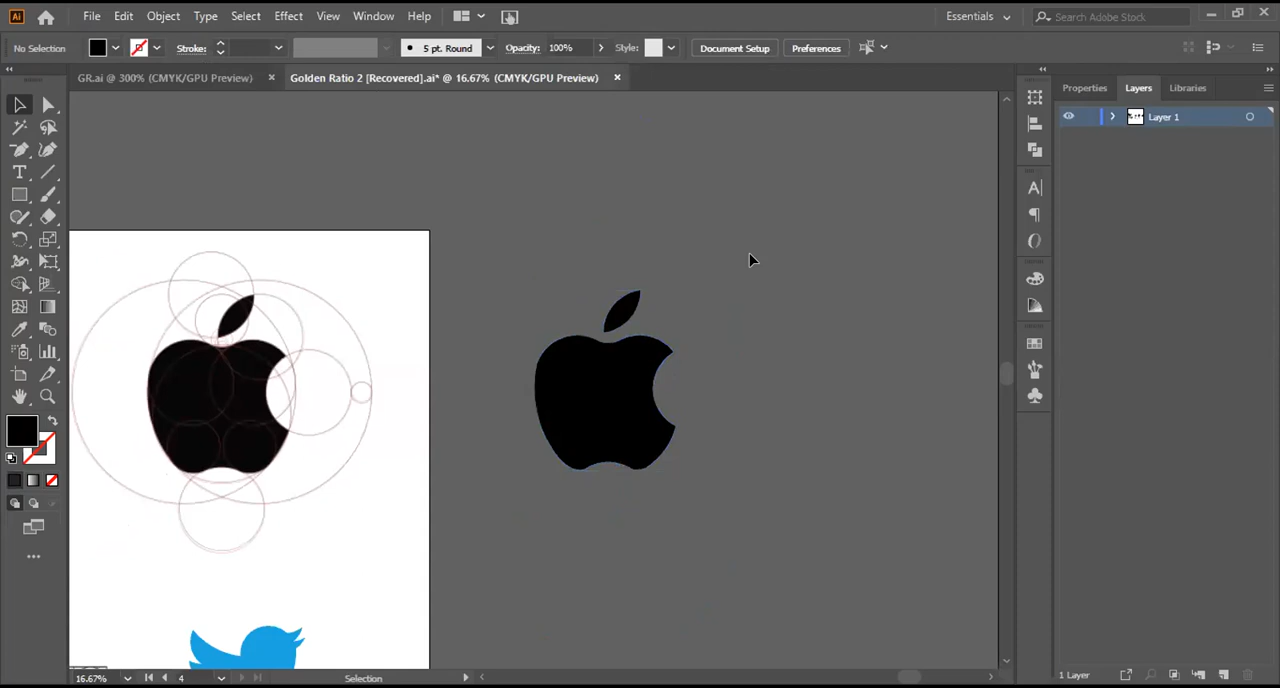 Ai File Edit Object Type Select Effect View Window Help Essentials Search Adobe Stock
No Selection Stroke: 5 pt. Round Opacity: 100% Style: Document Setup Preferences
GR.ai @ 300% (CMYK/GPU Preview) × Golden Ratio 2 [Recovered].ai* @ 16.67% (CMYK/GPU Preview) ×
Properties Layers Libraries
Layer 1
16.67% 4 Selection 1 Layer